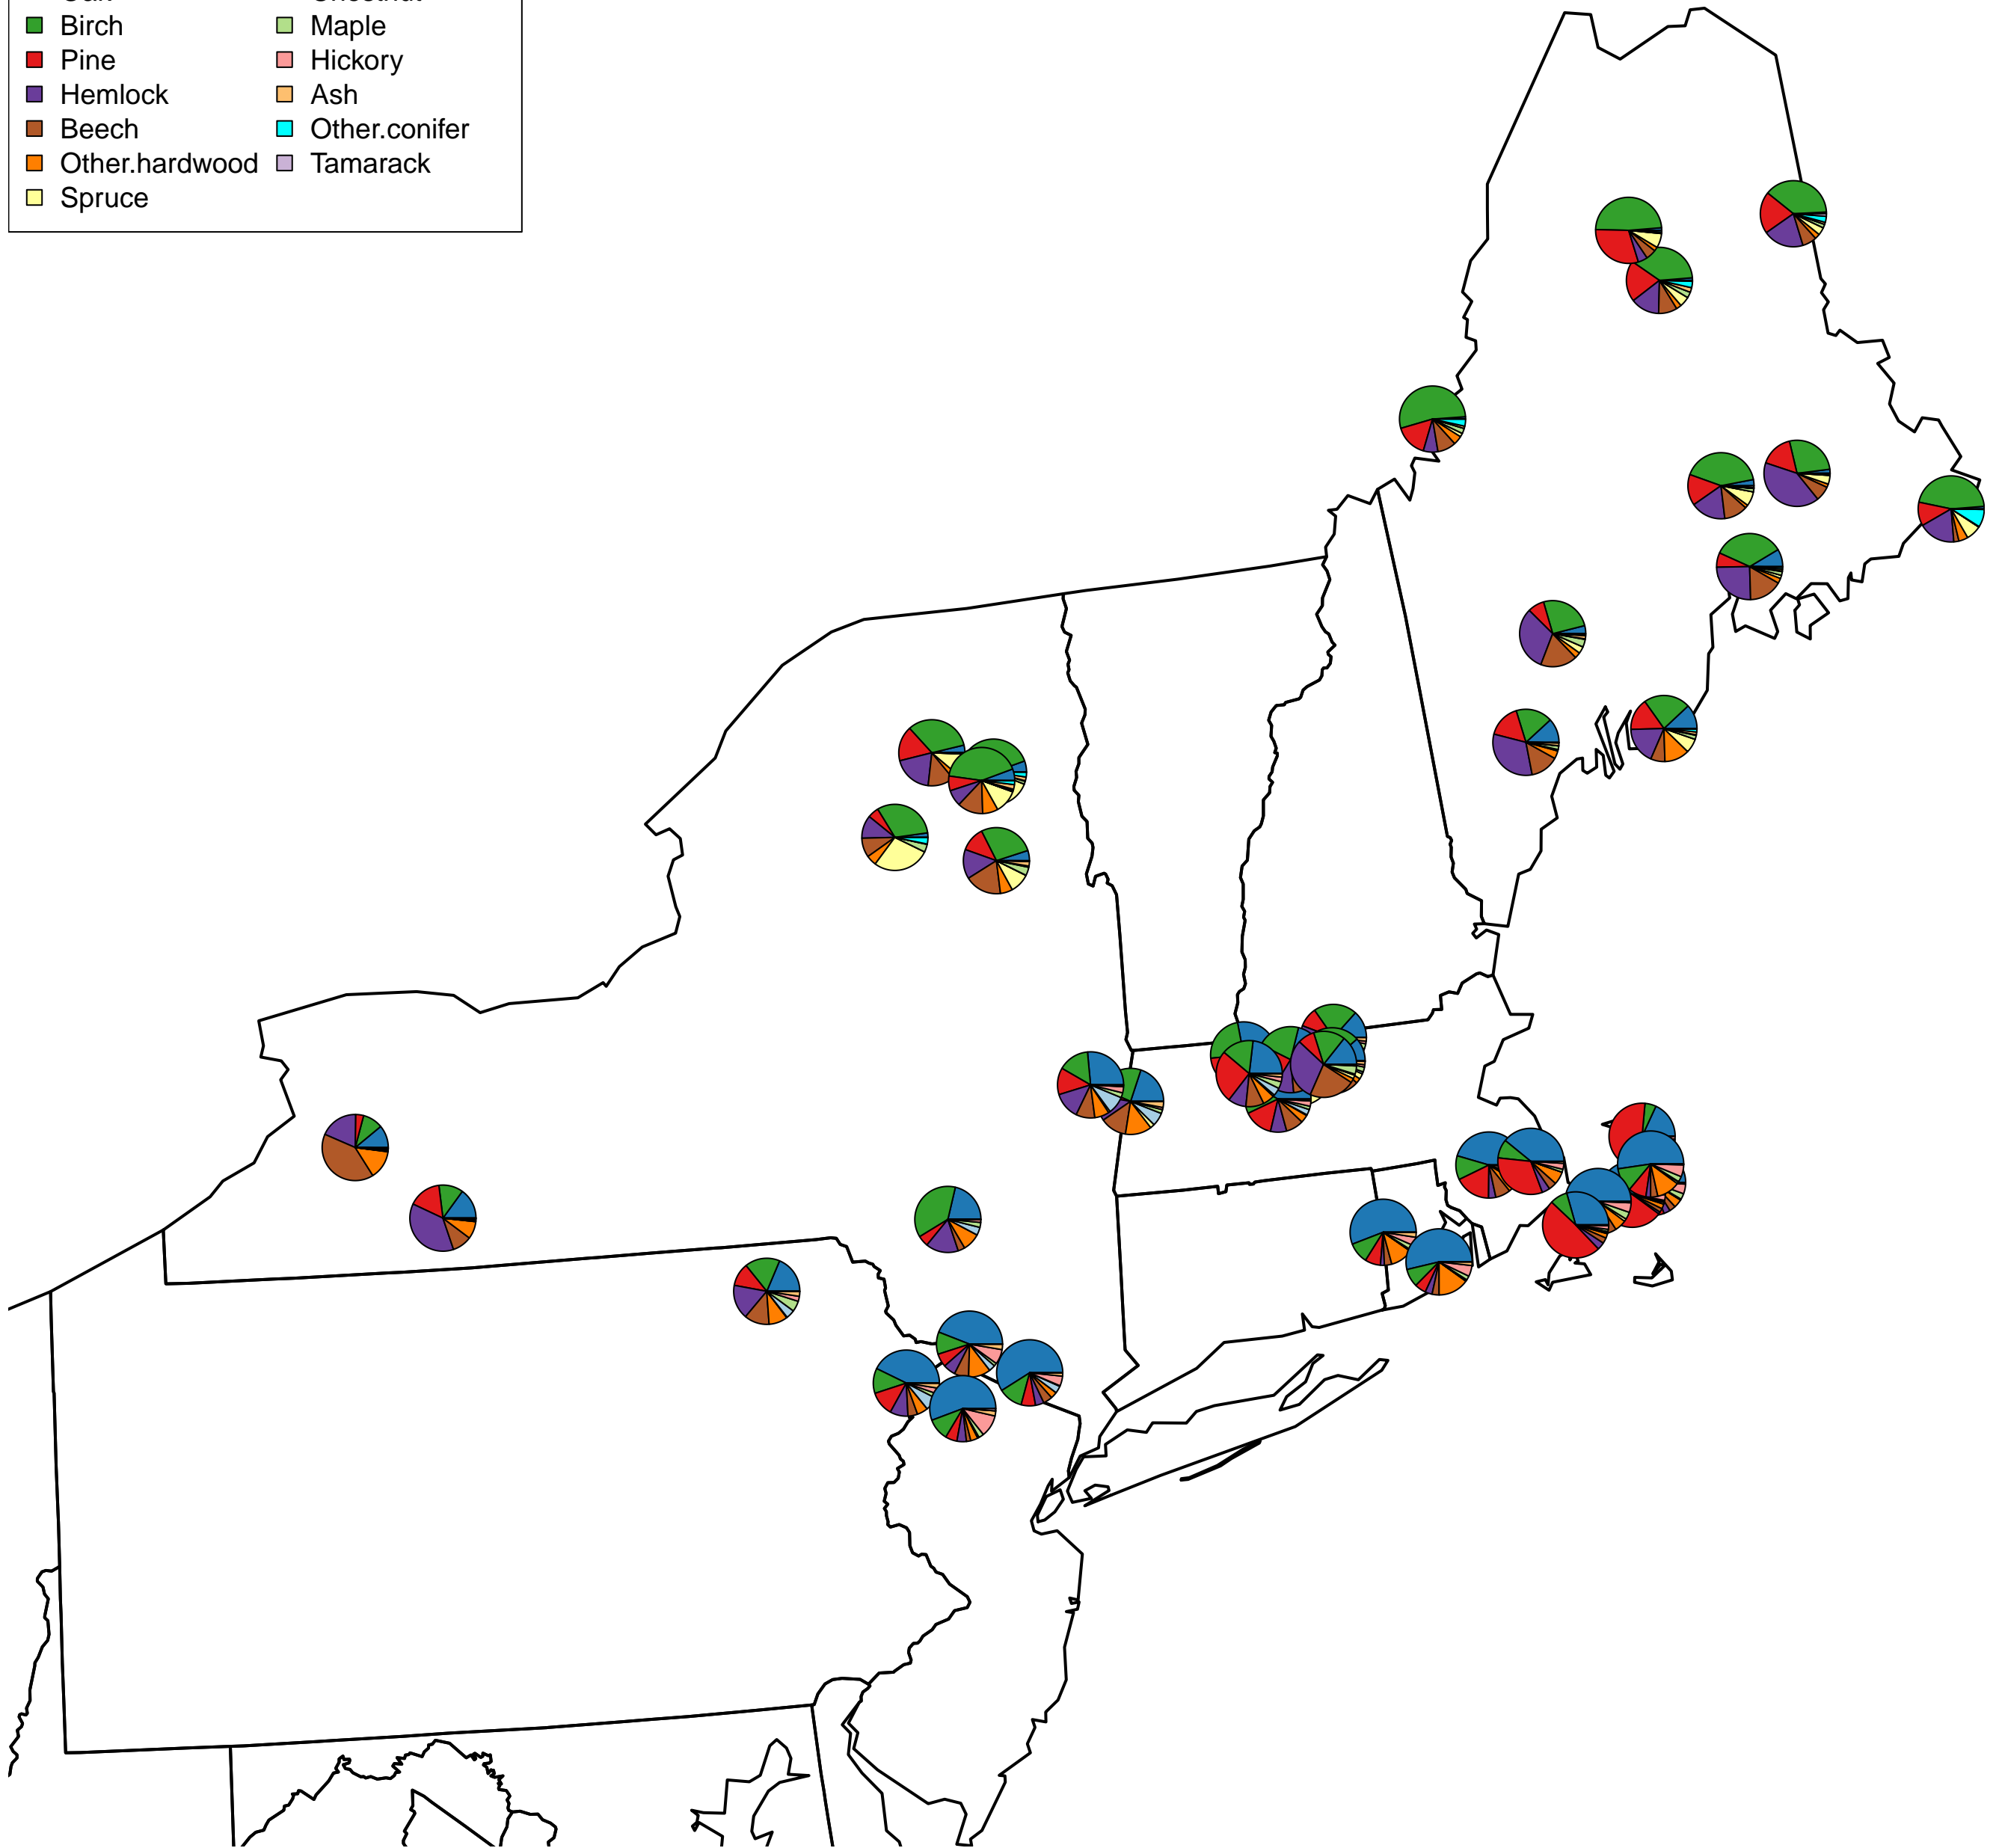 Birch Maple
Pine Hickory
Hemlock Ash
Beech Other.conifer
Other.hardwood Tamarack
Spruce